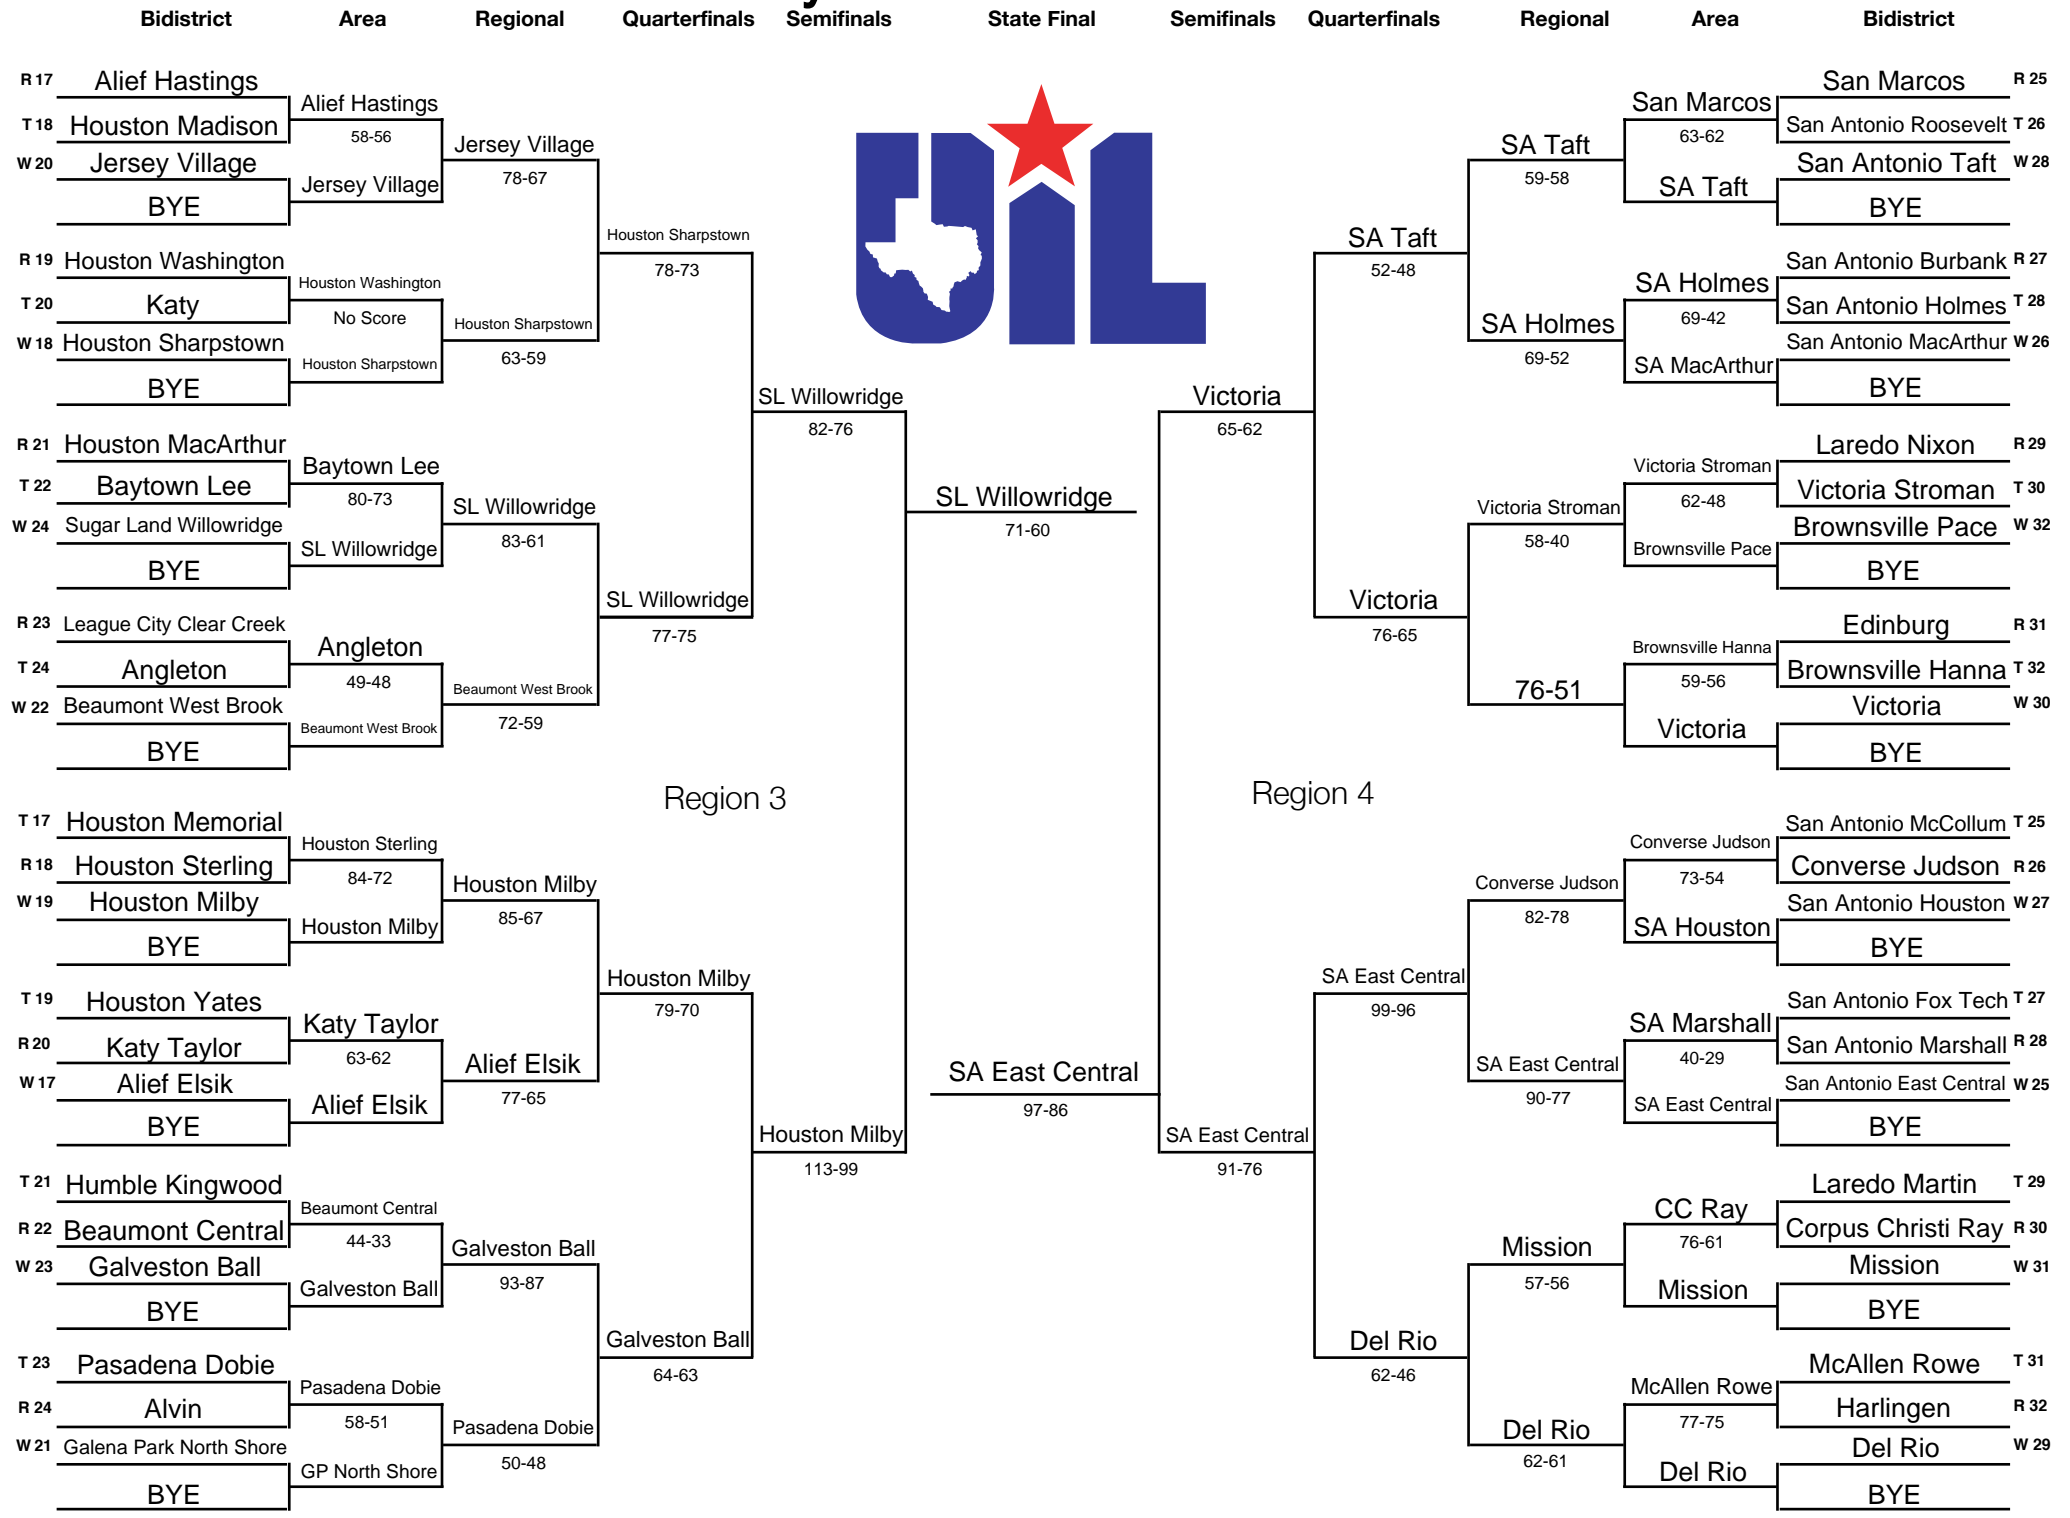 Bidistrict Area Regional Quarterfinals Semifinals State Final Semifinals Quarterfinals Regional Area Bidistrict
R 17 Alief Hastings
Alief Hastings
T 18 Houston Madison
58-56
Jersey Village
W 20 Jersey Village
78-67
Jersey Village
BYE
Houston Sharpstown
78-73
R 19 Houston Washington
Houston Washington
T 20 Katy
No Score
Houston Sharpstown
W 18 Houston Sharpstown
63-59
Houston Sharpstown
BYE
SL Willowridge
82-76
R 21 Houston MacArthur
Baytown Lee
T 22 Baytown Lee
80-73
SL Willowridge
W 24 Sugar Land Willowridge
83-61
SL Willowridge
BYE
SL Willowridge
77-75
R 23 League City Clear Creek
Angleton
T 24 Angleton
49-48
Beaumont West Brook
W 22 Beaumont West Brook
72-59
Beaumont West Brook
BYE
Region 3
T 17 Houston Memorial
Houston Sterling
R 18 Houston Sterling
84-72
Houston Milby
W 19 Houston Milby
85-67
Houston Milby
BYE
Houston Milby
79-70
T 19 Houston Yates
Katy Taylor
R 20 Katy Taylor
63-62
Alief Elsik
W 17 Alief Elsik
77-65
Alief Elsik
BYE
Houston Milby
113-99
T 21 Humble Kingwood
Beaumont Central
R 22 Beaumont Central
44-33
Galveston Ball
W 23 Galveston Ball
93-87
Galveston Ball
BYE
Galveston Ball
64-63
T 23 Pasadena Dobie
Pasadena Dobie
R 24 Alvin
58-51
Pasadena Dobie
W 21 Galena Park North Shore
50-48
GP North Shore
BYE
UIL
SL Willowridge
71-60
SA East Central
97-86
San Marcos R 25
San Marcos
San Antonio Roosevelt T 26
63-62
SA Taft
San Antonio Taft W 28
59-58
SA Taft
BYE
SA Taft
52-48
San Antonio Burbank R 27
SA Holmes
San Antonio Holmes T 28
69-42
SA Holmes
San Antonio MacArthur W 26
69-52
SA MacArthur
BYE
Victoria
65-62
Laredo Nixon R 29
Victoria Stroman
Victoria Stroman T 30
62-48
Victoria Stroman
Brownsville Pace W 32
58-40
Brownsville Pace
BYE
Victoria
76-65
Edinburg R 31
Brownsville Hanna
Brownsville Hanna T 32
59-56
76-51
Victoria W 30
Victoria
BYE
Region 4
San Antonio McCollum T 25
Converse Judson
Converse Judson R 26
73-54
Converse Judson
San Antonio Houston W 27
82-78
SA Houston
BYE
SA East Central
99-96
San Antonio Fox Tech T 27
SA Marshall
San Antonio Marshall R 28
40-29
SA East Central
San Antonio East Central W 25
90-77
SA East Central
BYE
SA East Central
91-76
Laredo Martin T 29
CC Ray
Corpus Christi Ray R 30
76-61
Mission
Mission W 31
57-56
Mission
BYE
Del Rio
62-46
McAllen Rowe T 31
McAllen Rowe
Harlingen R 32
77-75
Del Rio
Del Rio W 29
62-61
Del Rio
BYE